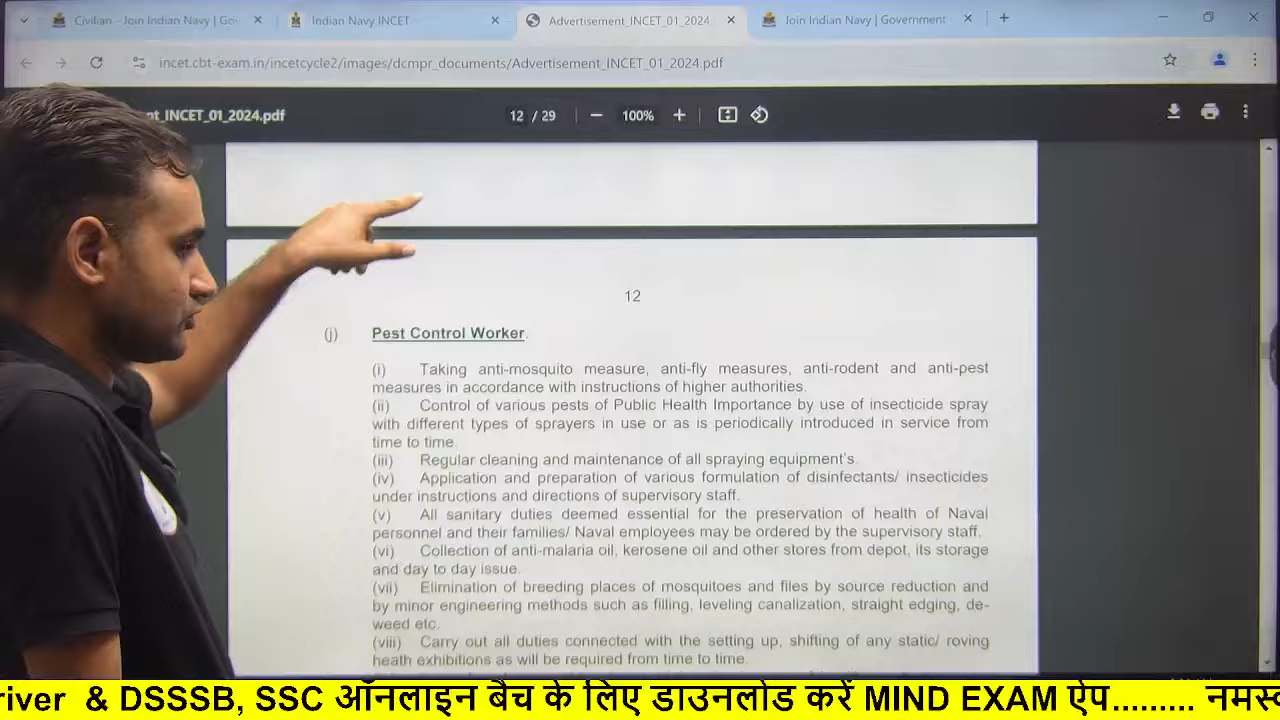 Civilian - Join Indian Navy | Go
Indian Navy INCET
Advertisement_INCET_01_2024
Join Indian Navy | Government
incet.cbt-exam.in/incetcycle2/images/dcmpr_documents/Advertisement_INCET_01_2024.pdf
nt_INCET_01_2024.pdf
12 / 29
100%
12
(j) Pest Control Worker.
(i) Taking anti-mosquito measure, anti-fly measures, anti-rodent and anti-pest
measures in accordance with instructions of higher authorities.
(ii) Control of various pests of Public Health Importance by use of insecticide spray
with different types of sprayers in use or as is periodically introduced in service from
time to time.
(iii) Regular cleaning and maintenance of all spraying equipment's.
(iv) Application and preparation of various formulation of disinfectants/ insecticides
under instructions and directions of supervisory staff.
(v) All sanitary duties deemed essential for the preservation of health of Naval
personnel and their families/ Naval employees may be ordered by the supervisory staff.
(vi) Collection of anti-malaria oil, kerosene oil and other stores from depot, its storage
and day to day issue.
(vii) Elimination of breeding places of mosquitoes and files by source reduction and
by minor engineering methods such as filling, leveling canalization, straight edging, de-
weed etc.
(viii) Carry out all duties connected with the setting up, shifting of any static/ roving
heath exhibitions as will be required from time to time.
river & DSSSB, SSC ऑनलाइन बैच के लिए डाउनलोड करें MIND EXAM ऐप......... नमस्